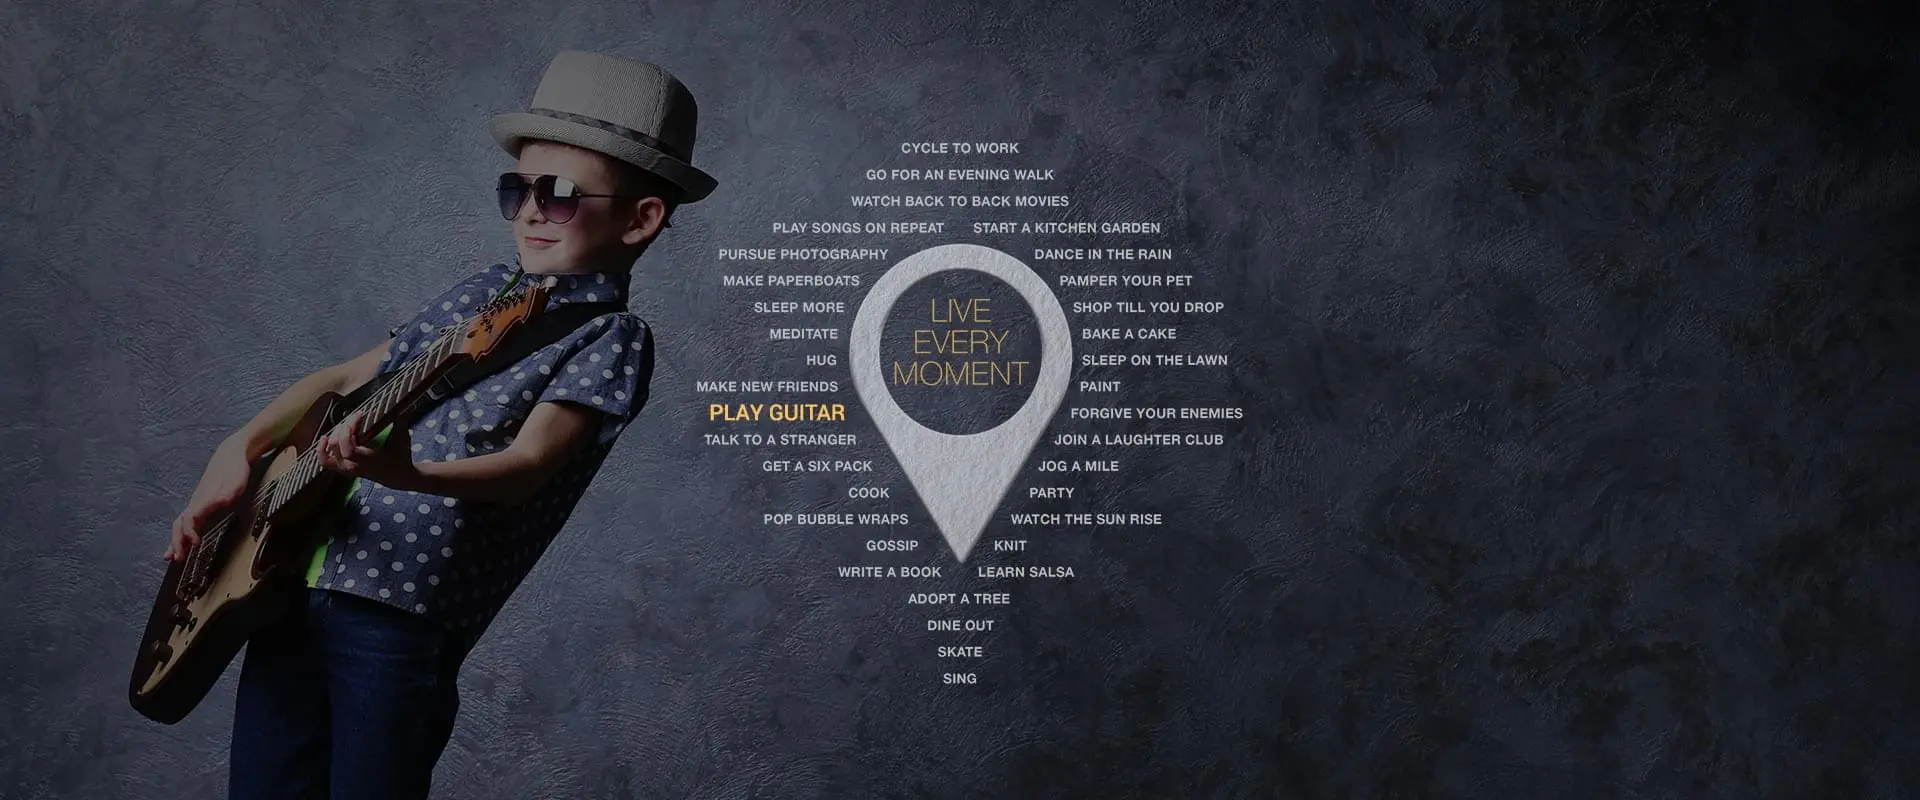 CYCLE TO WORK
GO FOR AN EVENING WALK
WATCH BACK TO BACK MOVIES
PLAY SONGS ON REPEAT
START A KITCHEN GARDEN
PURSUE PHOTOGRAPHY
DANCE IN THE RAIN
MAKE PAPERBOATS
PAMPER YOUR PET
SLEEP MORE
SHOP TILL YOU DROP
MEDITATE
BAKE A CAKE
HUG
SLEEP ON THE LAWN
MAKE NEW FRIENDS
PAINT
PLAY GUITAR
FORGIVE YOUR ENEMIES
TALK TO A STRANGER
JOIN A LAUGHTER CLUB
GET A SIX PACK
JOG A MILE
COOK
PARTY
POP BUBBLE WRAPS
WATCH THE SUN RISE
GOSSIP
KNIT
WRITE A BOOK
LEARN SALSA
ADOPT A TREE
DINE OUT
SKATE
SING
LIVE
EVERY
MOMENT